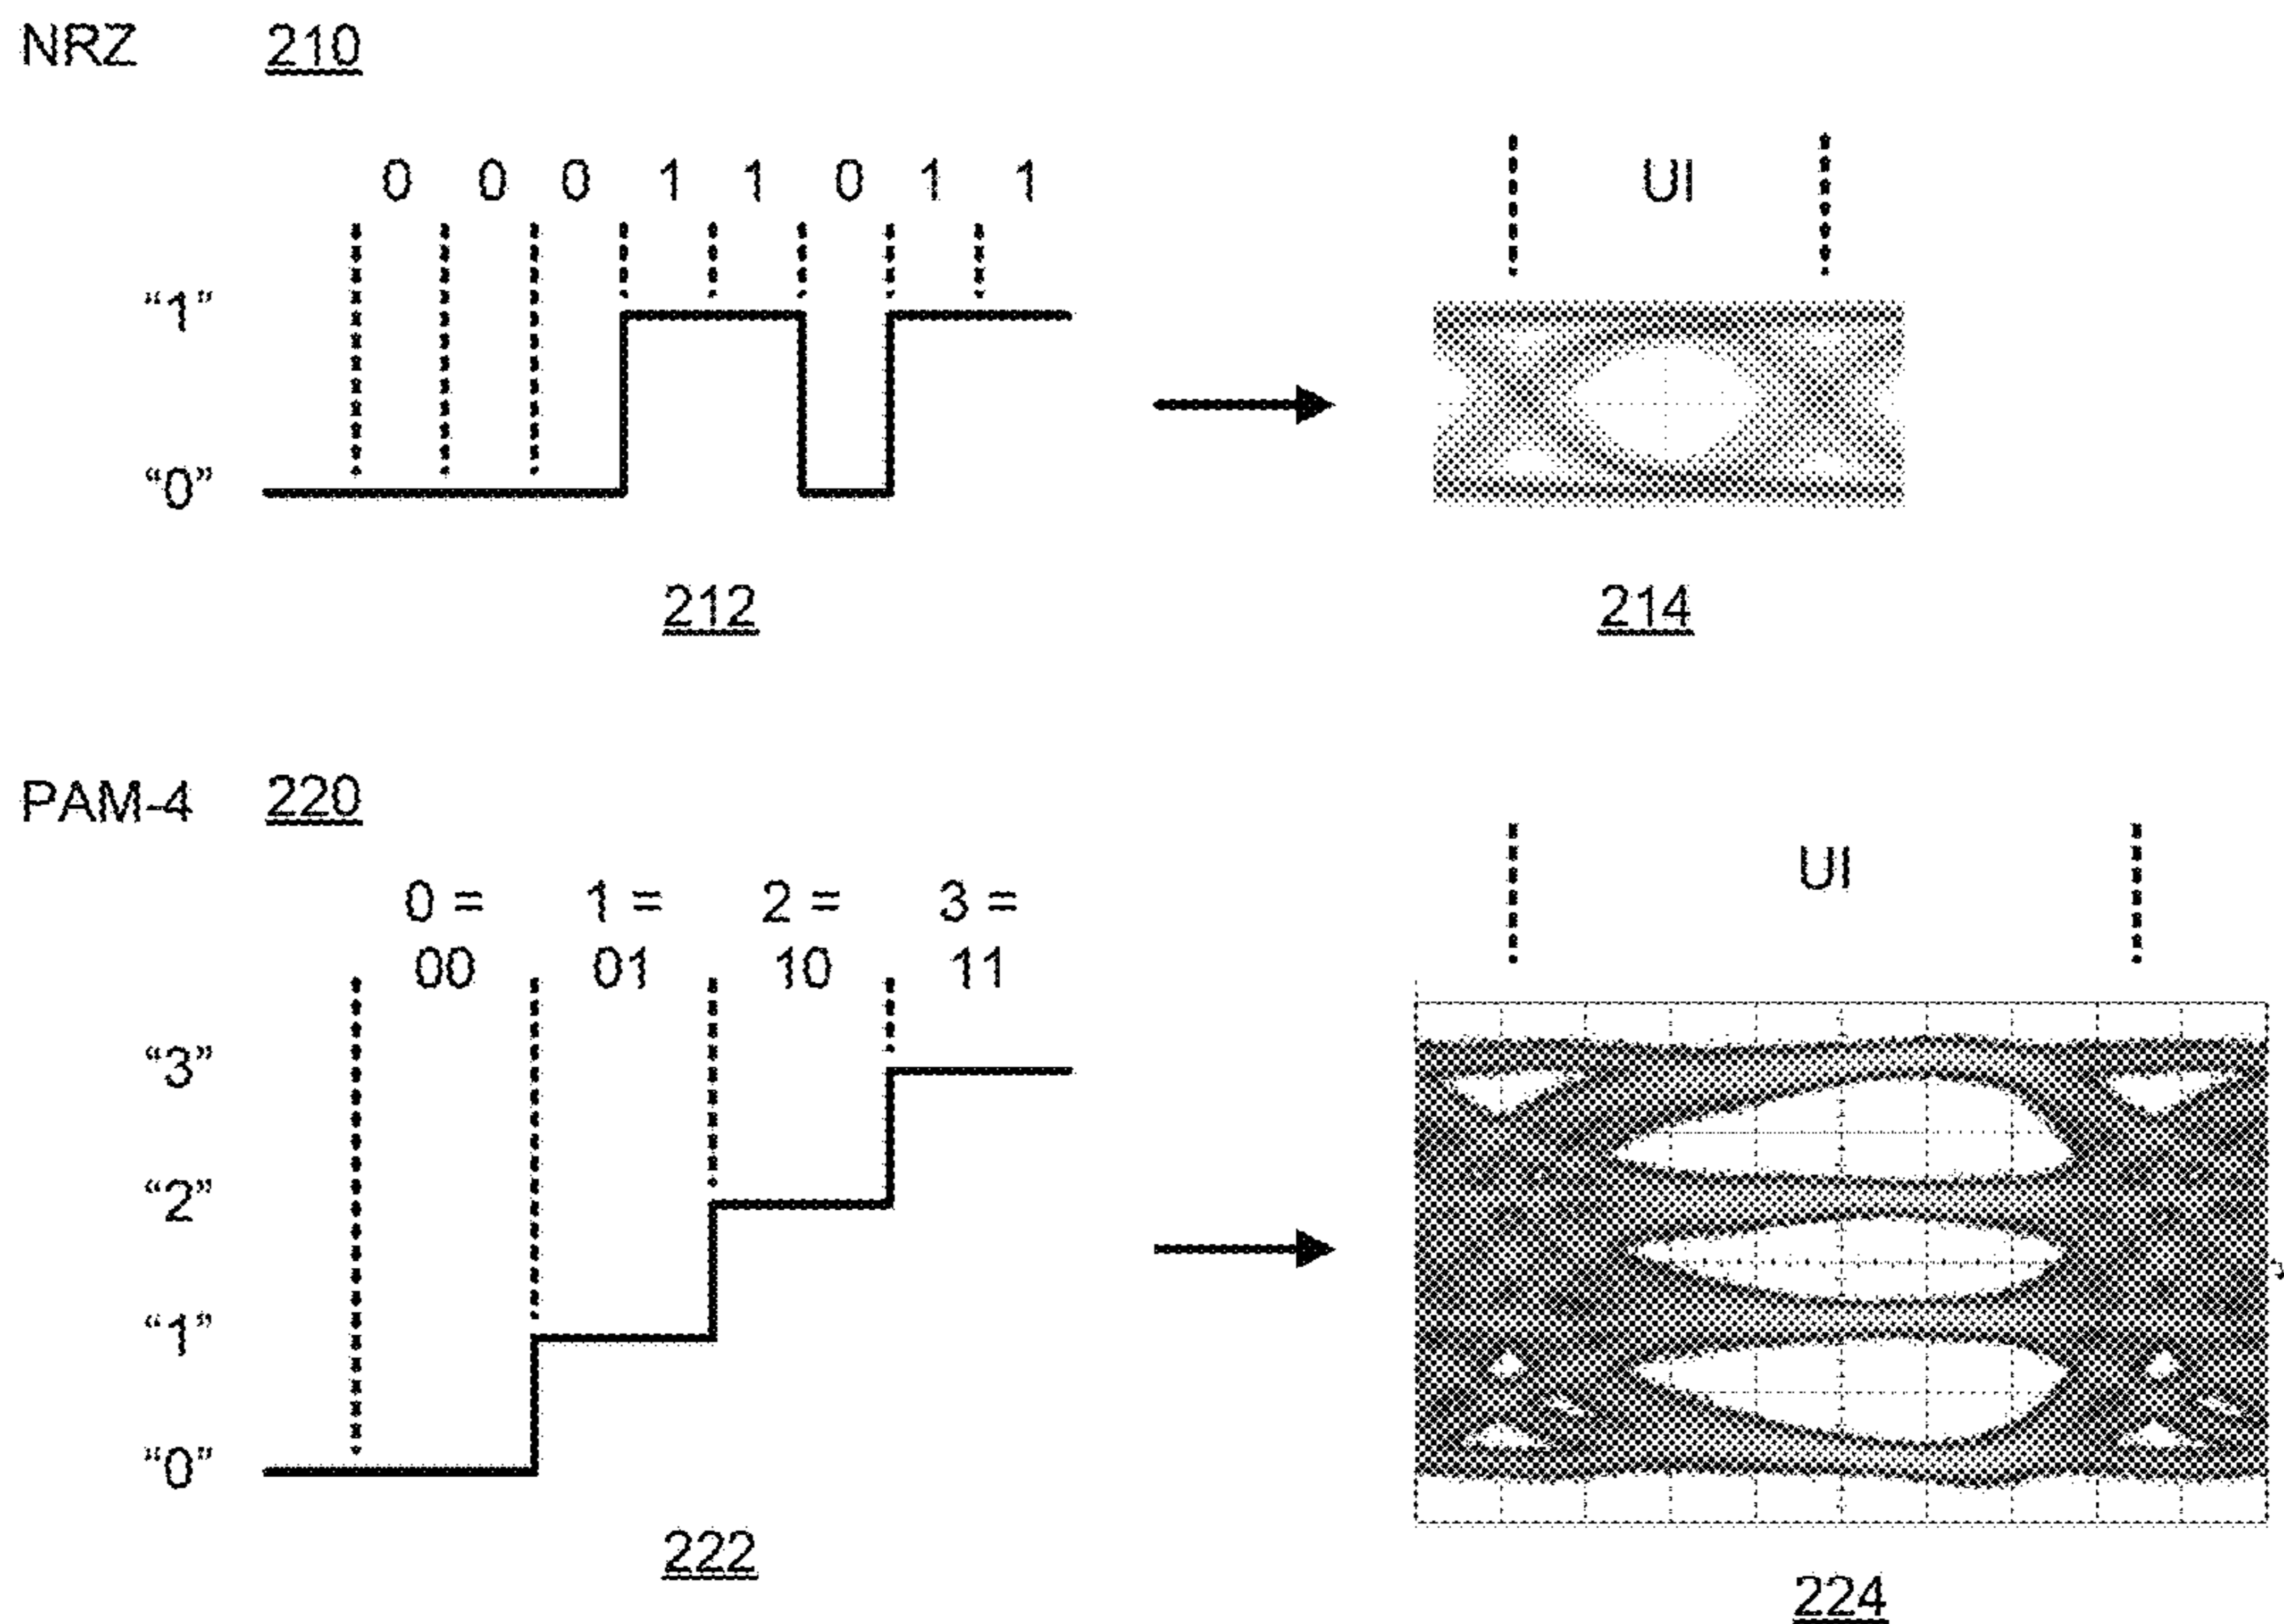 NRZ 210
0 0 0 1 1 0 1 1
UI
“1”
“0”
212
214
PAM-4 220
UI
0 = 1 = 2 = 3 =
00 01 10 11
“3”
“2”
“1”
“0”
222
224